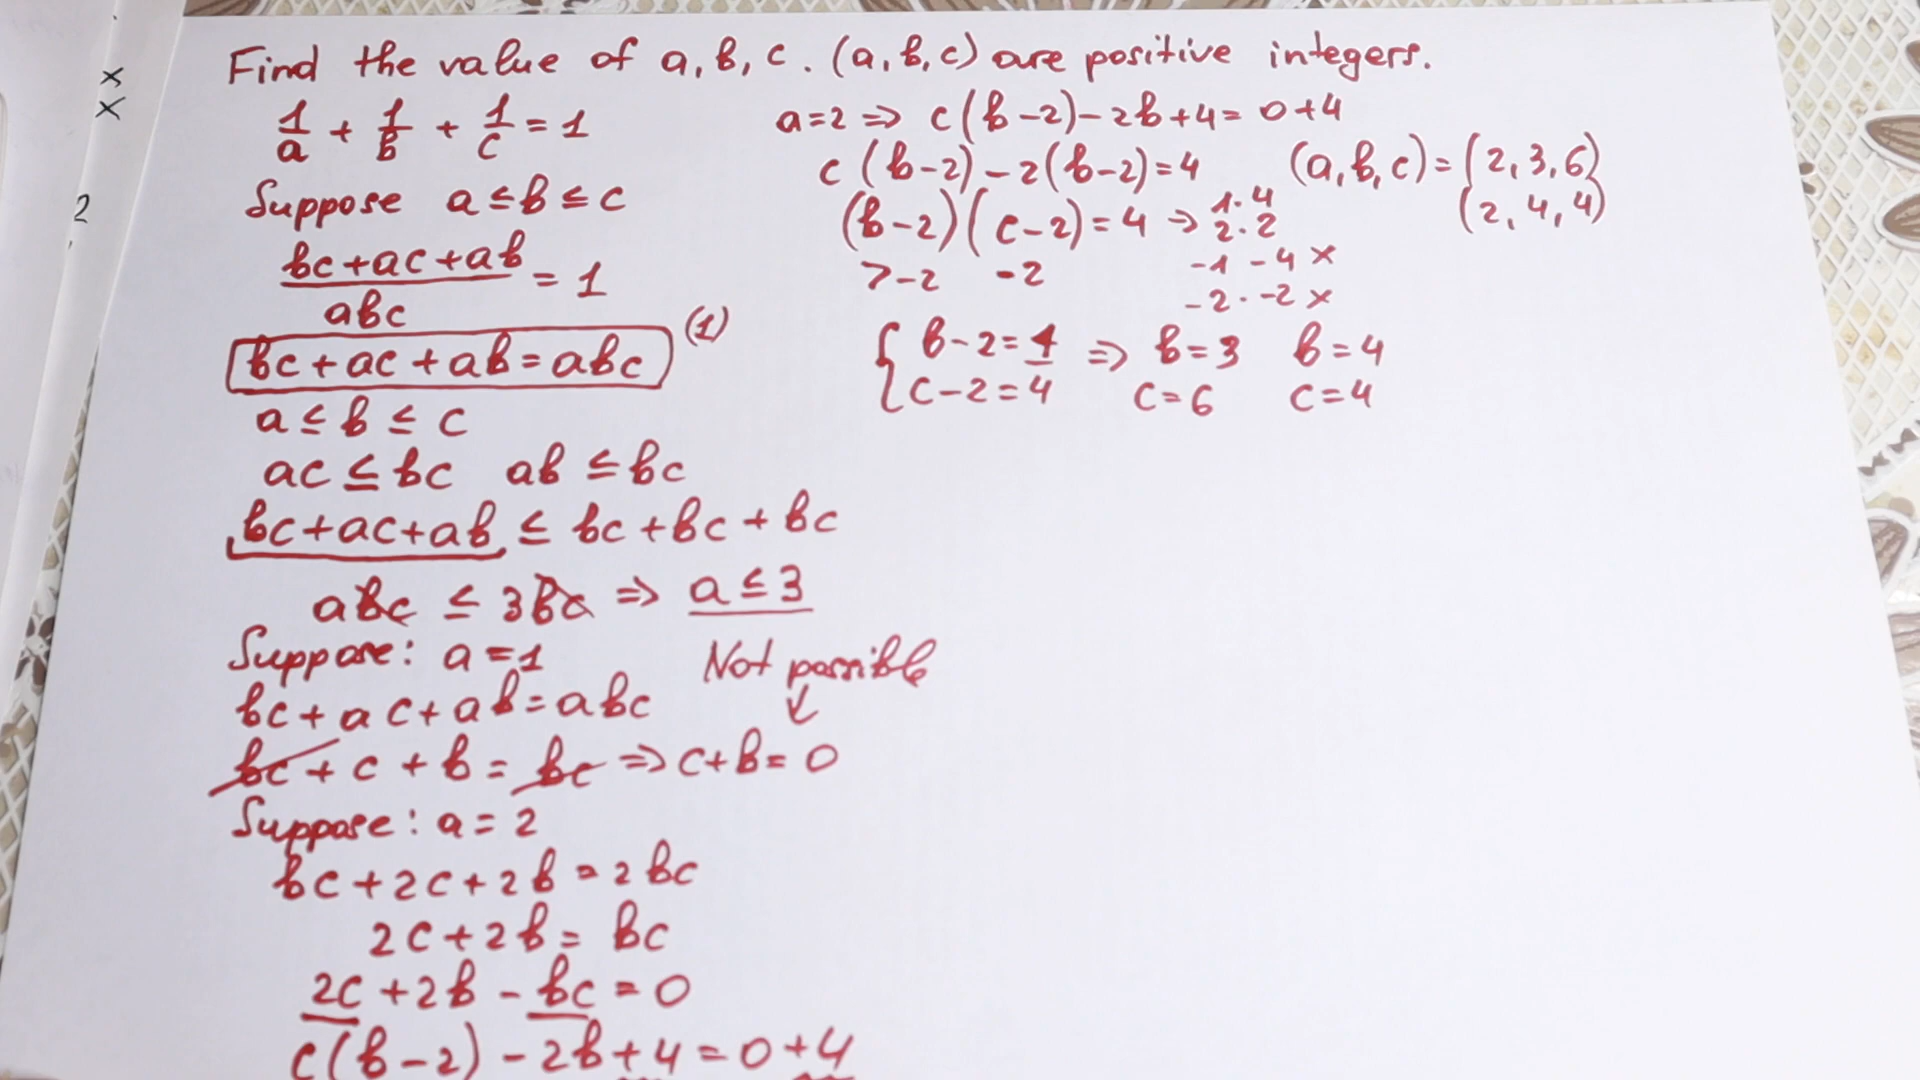 x
x
2
Find the value of a, b, c. (a, b, c) are positive integers.
1/a + 1/b + 1/c = 1
Suppose a ≤ b ≤ c
(bc+ac+ab)/abc = 1
bc + ac + ab = abc (1)
a ≤ b ≤ c
ac ≤ bc ab ≤ bc
bc+ac+ab ≤ bc + bc + bc
abc ≤ 3bc ⇒ a ≤ 3
Suppose: a = 1 Not possible
bc + ac + ab = abc
bc + c + b = bc ⇒ c + b = 0
Suppose: a = 2
bc + 2c + 2b = 2bc
2c + 2b = bc
2c + 2b - bc = 0
c(b-2) - 2b + 4 = 0 + 4
a = 2 ⇒ c(b-2) - 2b + 4 = 0 + 4
c(b-2) - 2(b-2) = 4
(b-2)(c-2) = 4 ⇒ 1·4
2·2
>-2 -2 -1 -4 x
-2·-2 x
b-2 = 1 ⇒ b = 3 b = 4
c-2 = 4 c = 6 c = 4
(a, b, c) = (2, 3, 6)
(2, 4, 4)